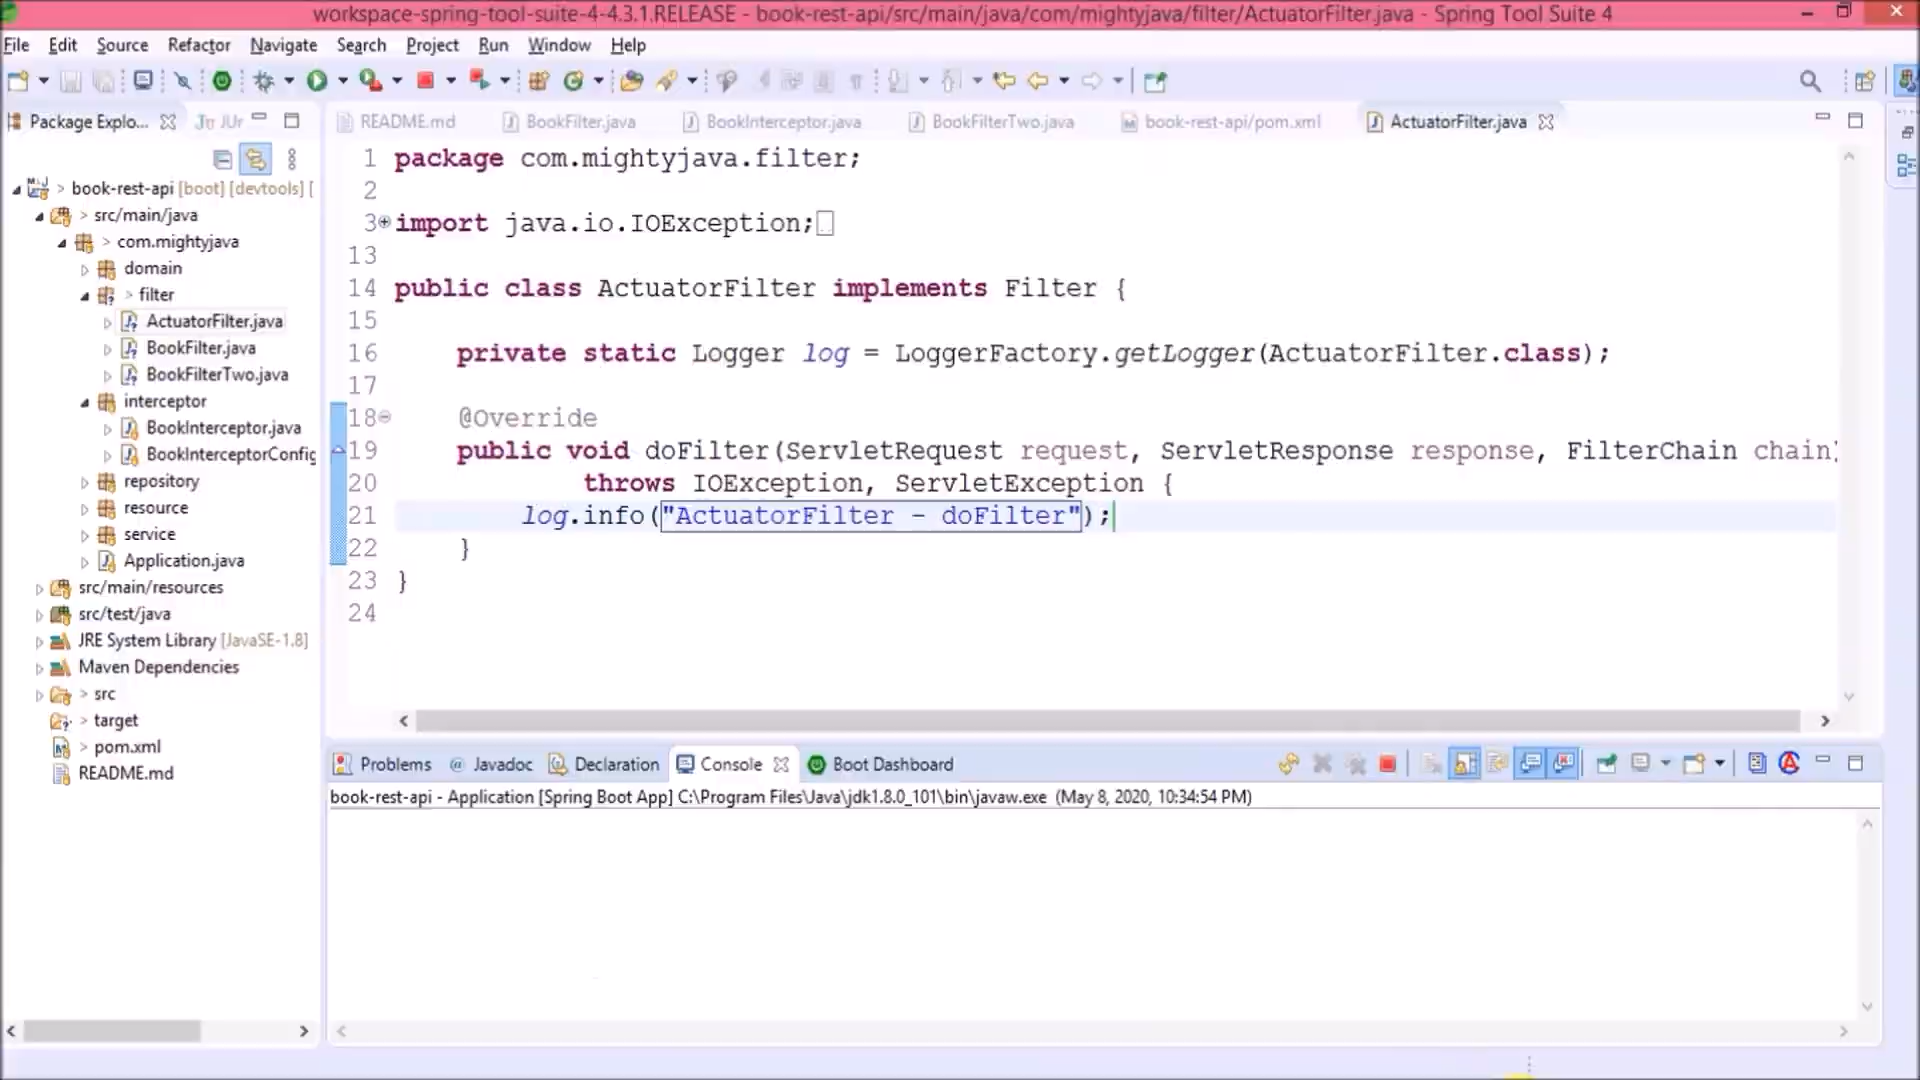 workspace-spring-tool-suite-4-4.3.1.RELEASE - book-rest-api/src/main/java/com/mightyjava/filter/ActuatorFilter.java - Spring Tool Suite 4
File Edit Source Refactor Navigate Search Project Run Window Help
Package Explo... JUr
README.md BookFilter.java BookInterceptor.java BookFilterTwo.java book-rest-api/pom.xml ActuatorFilter.java
> book-rest-api [boot] [devtools] [
> src/main/java
> com.mightyjava
domain
> filter
ActuatorFilter.java
BookFilter.java
BookFilterTwo.java
interceptor
BookInterceptor.java
BookInterceptorConfig
repository
resource
service
Application.java
src/main/resources
src/test/java
JRE System Library [JavaSE-1.8]
Maven Dependencies
> src
> target
> pom.xml
README.md
1 package com.mightyjava.filter;
2
3 import java.io.IOException;
13
14 public class ActuatorFilter implements Filter {
15
16 private static Logger log = LoggerFactory.getLogger(ActuatorFilter.class);
17
18 @Override
19 public void doFilter(ServletRequest request, ServletResponse response, FilterChain chain)
20 throws IOException, ServletException {
21 log.info("ActuatorFilter - doFilter");
22 }
23 }
24
Problems @ Javadoc Declaration Console Boot Dashboard
book-rest-api - Application [Spring Boot App] C:\Program Files\Java\jdk1.8.0_101\bin\javaw.exe (May 8, 2020, 10:34:54 PM)